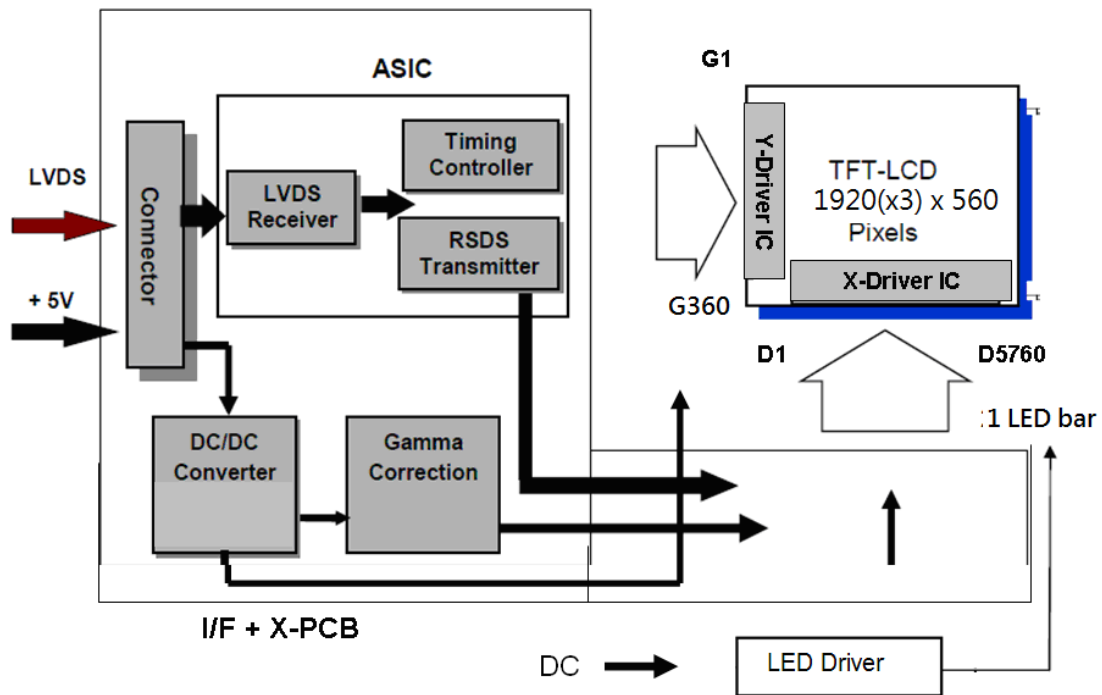 ASIC
G1
LVDS
Connector
LVDS
Receiver
Timing
Controller
RSDS
Transmitter
Y-Driver IC
TFT-LCD
1920(x3) x 560
Pixels
X-Driver IC
+ 5V
G360
D1
D5760
1 LED bar
DC/DC
Converter
Gamma
Correction
I/F + X-PCB
DC
LED Driver